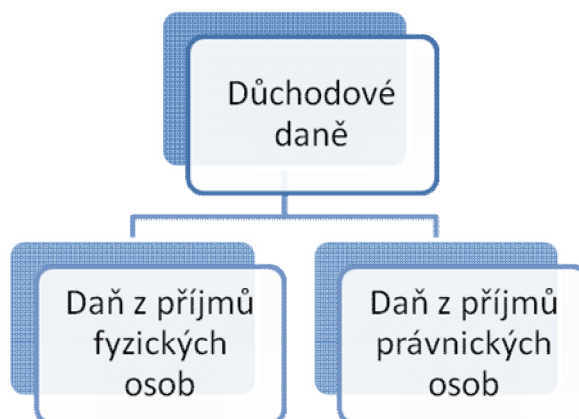 Důchodové
daně
Daň z příjmů
fyzických
osob
Daň z příjmů
právnických
osob